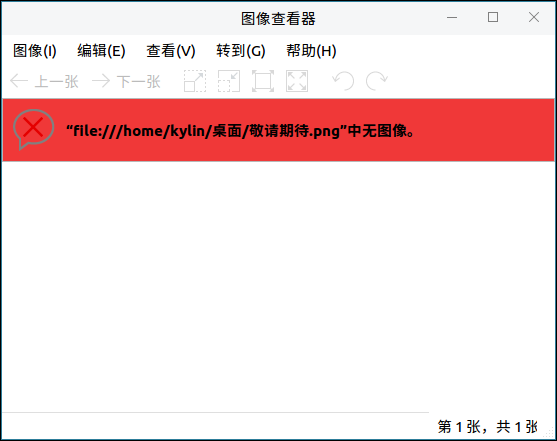 图像查看器
图像(I) 编辑(E) 查看(V) 转到(G) 帮助(H)
上一张 下一张
“file:///home/kylin/桌面/敬请期待.png”中无图像。
第 1 张，共 1 张